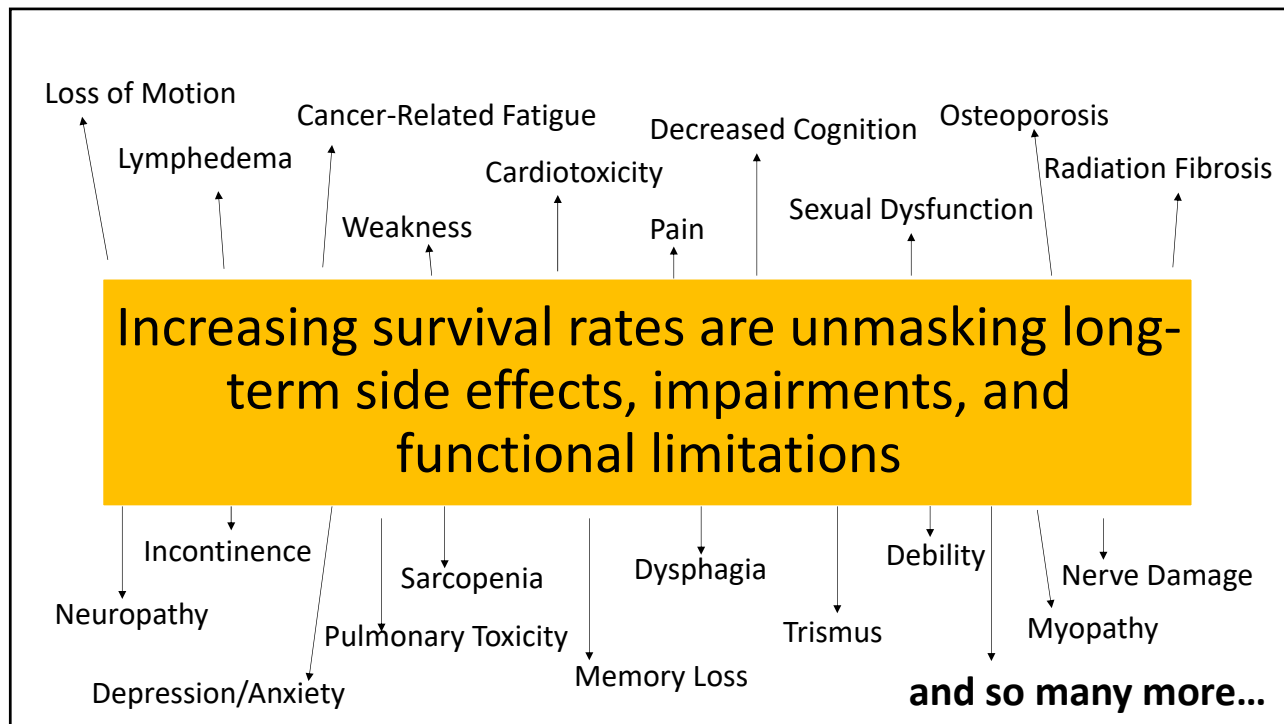 Loss of Motion
Cancer-Related Fatigue
Decreased Cognition
Osteoporosis
Lymphedema
Cardiotoxicity
Radiation Fibrosis
Weakness
Pain
Sexual Dysfunction
Increasing survival rates are unmasking long-
term side effects, impairments, and
functional limitations
Incontinence
Sarcopenia
Dysphagia
Debility
Nerve Damage
Neuropathy
Pulmonary Toxicity
Trismus
Myopathy
Depression/Anxiety
Memory Loss
and so many more…